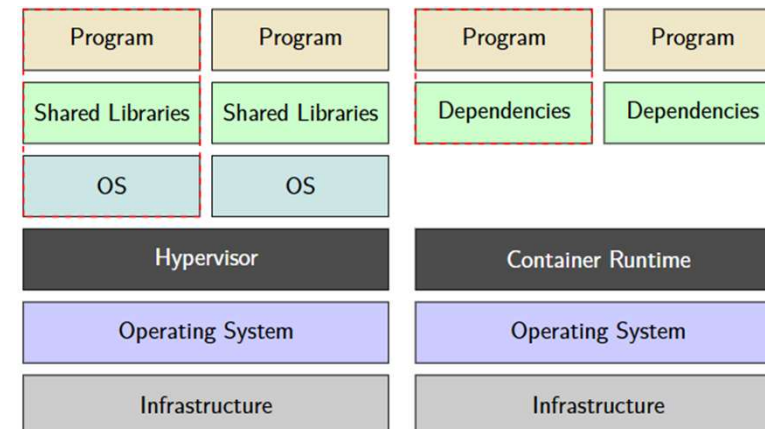 Program Program Program Program
Shared Libraries Shared Libraries Dependencies Dependencies
OS OS
Hypervisor Container Runtime
Operating System Operating System
Infrastructure Infrastructure